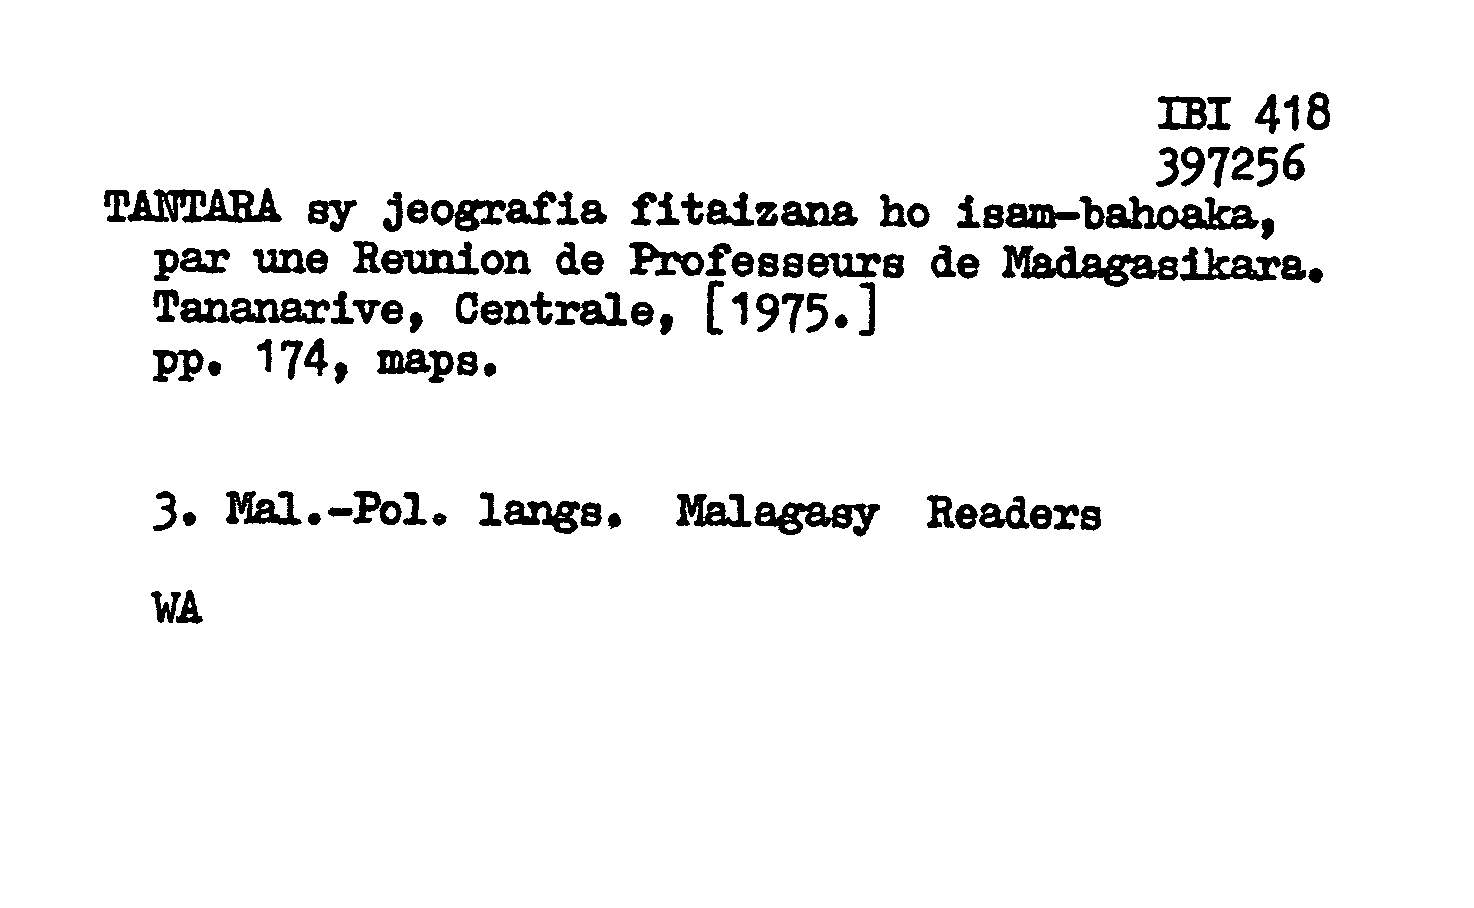 IBI 418
397256
TANTARA sy jeografia fitaizana ho isam-bahoaka,
par une Reunion de Professeurs de Madagasikara.
Tananarive, Centrale, [1975.]
pp. 174, maps.
3. Mal.-Pol. langs. Malagasy Readers
WA